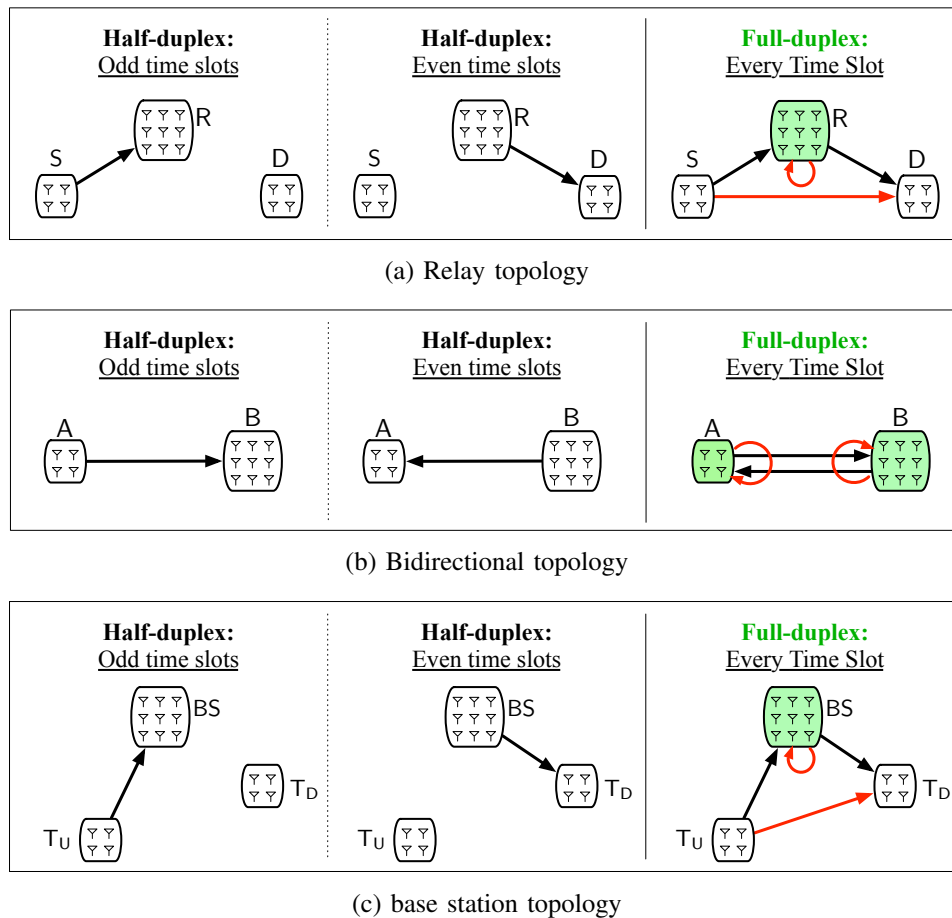 Half-duplex:
Odd time slots
Half-duplex:
Even time slots
Full-duplex:
Every Time Slot
S
R
D
S
R
D
S
R
D
(a) Relay topology
Half-duplex:
Odd time slots
Half-duplex:
Even time slots
Full-duplex:
Every Time Slot
A
B
A
B
A
B
(b) Bidirectional topology
Half-duplex:
Odd time slots
Half-duplex:
Even time slots
Full-duplex:
Every Time Slot
BS
TD
TU
BS
TD
TU
BS
TD
TU
(c) base station topology